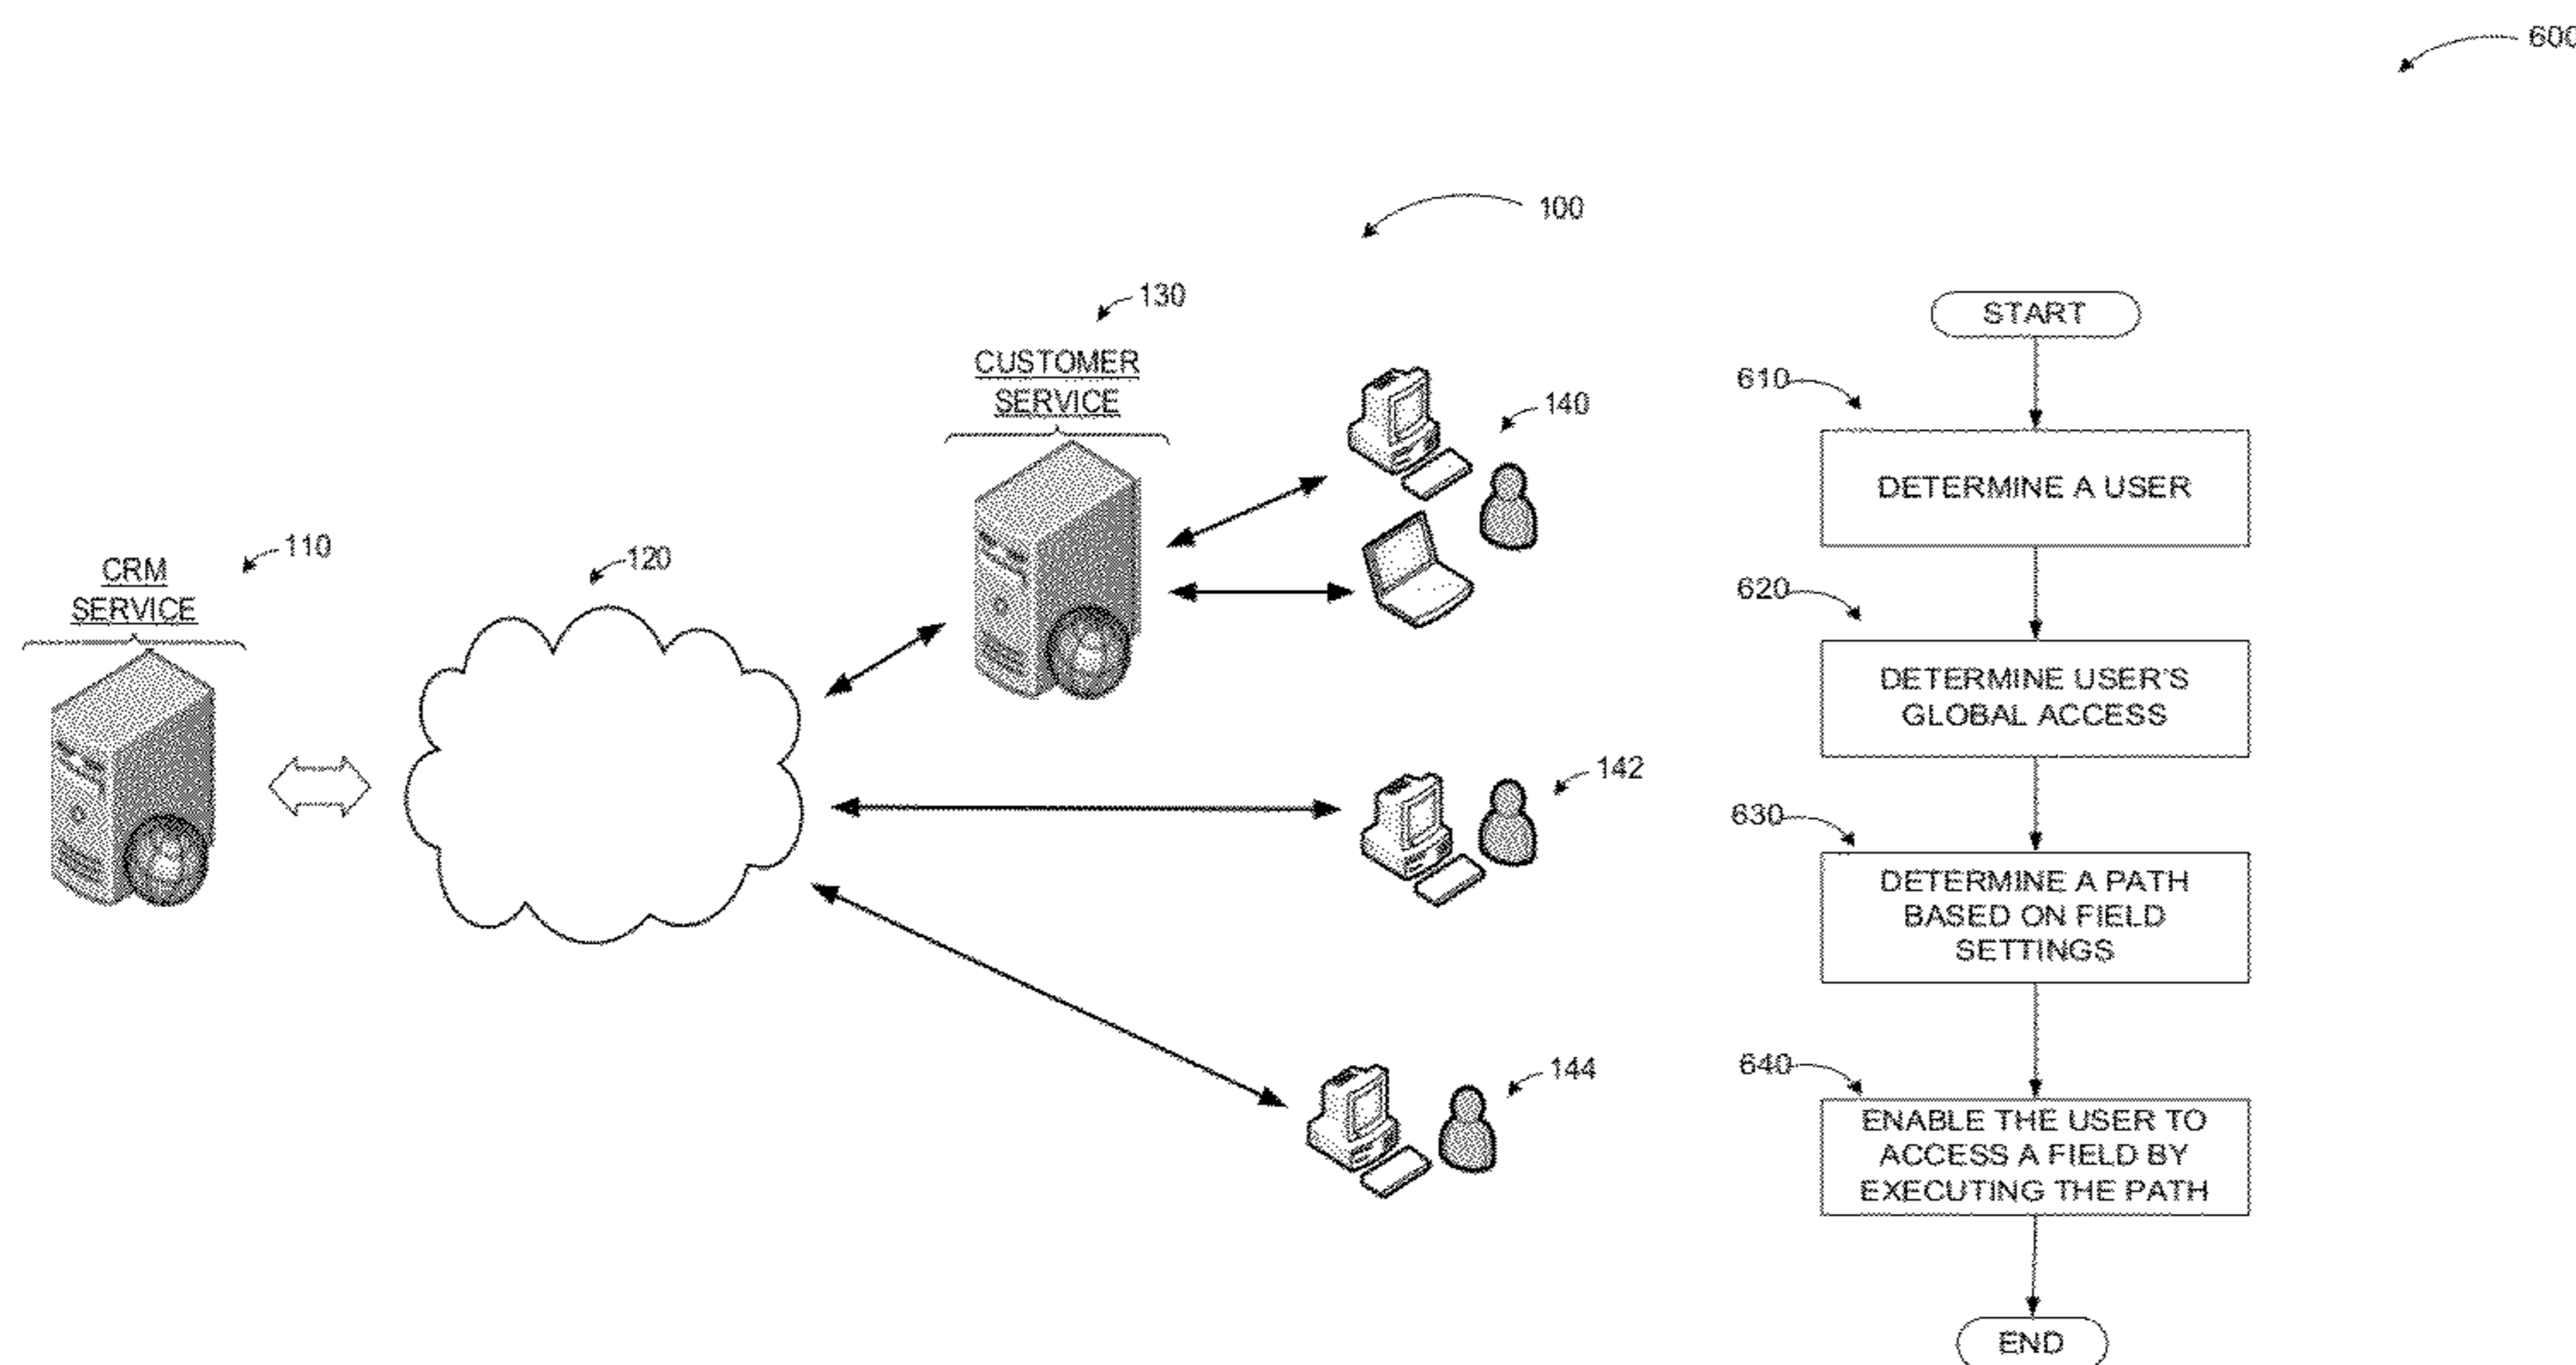 600
100
130
CUSTOMER
SERVICE
140
110
CRM
SERVICE
120
142
144
START
610
DETERMINE A USER
620
DETERMINE USER'S
GLOBAL ACCESS
630
DETERMINE A PATH
BASED ON FIELD
SETTINGS
640
ENABLE THE USER TO
ACCESS A FIELD BY
EXECUTING THE PATH
END